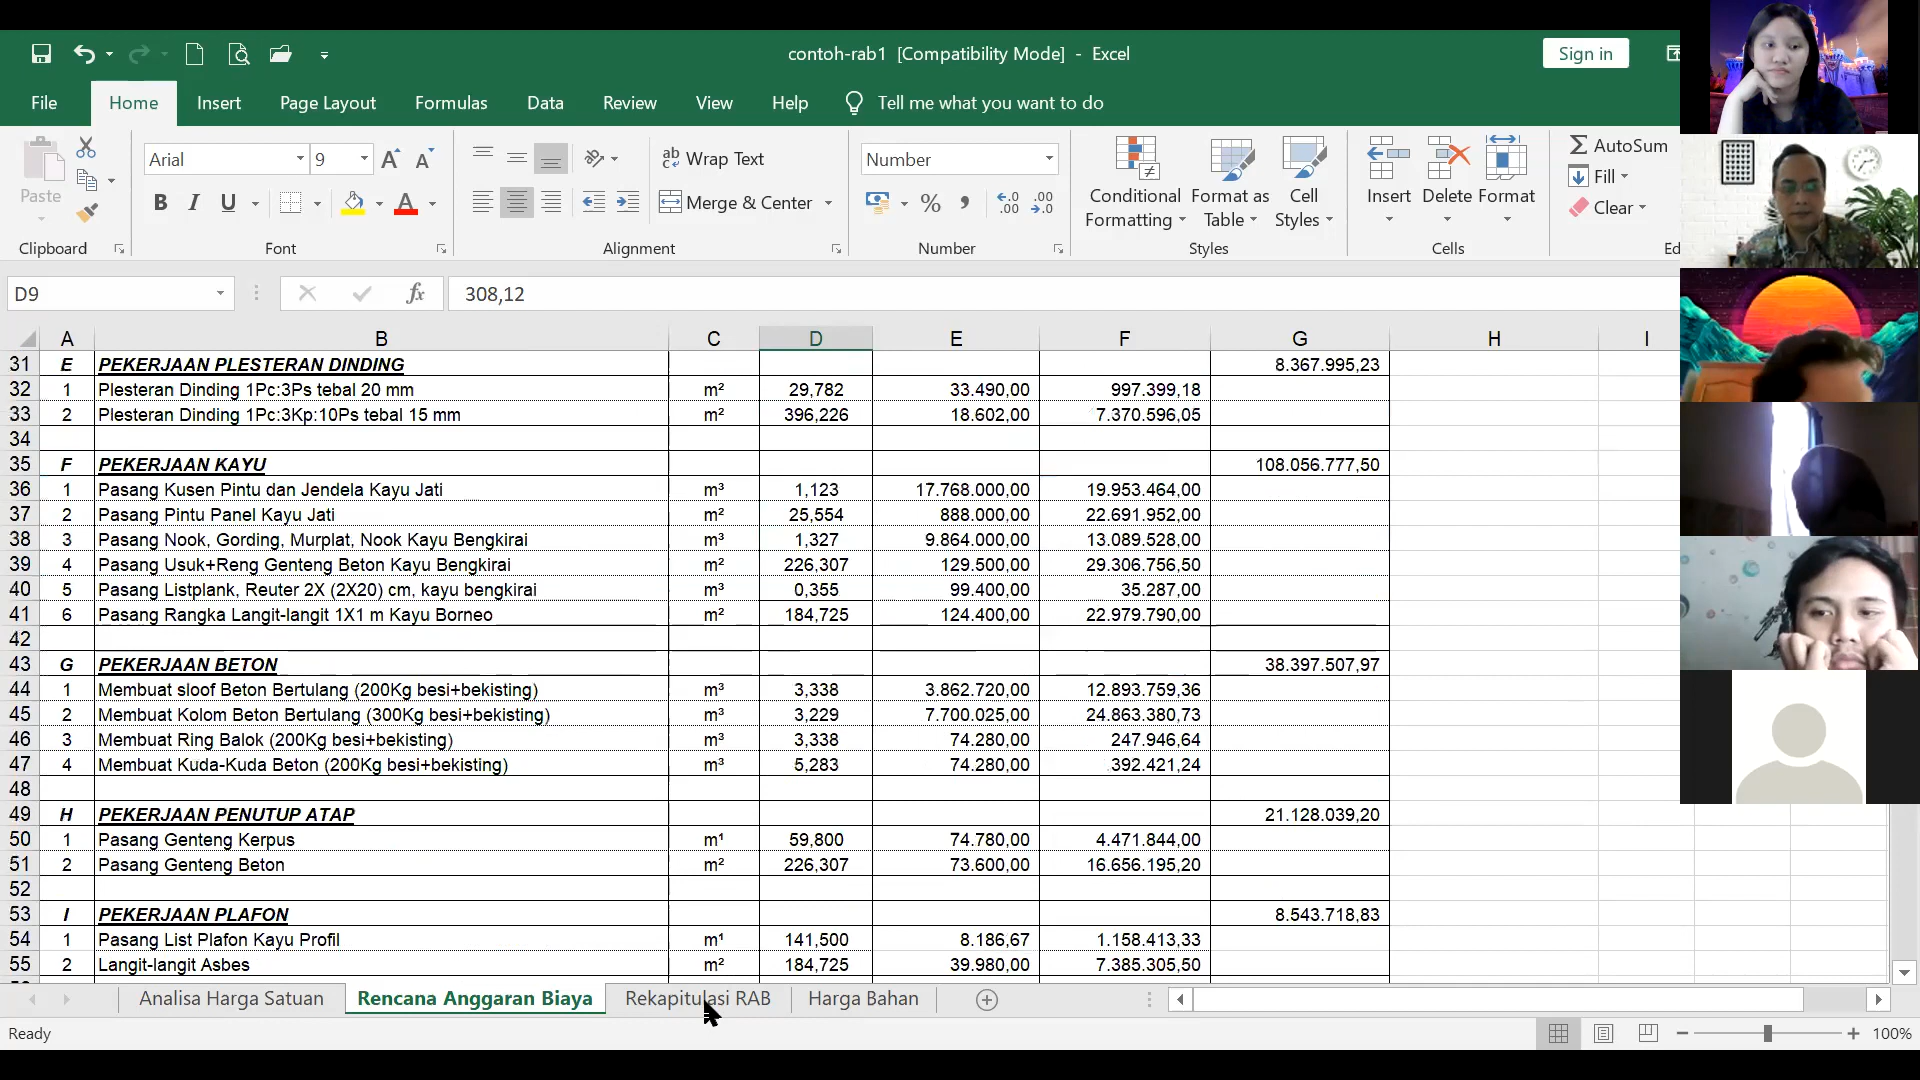 contoh-rab1 [Compatibility Mode] - Excel
Sign in
File Home Insert Page Layout Formulas Data Review View Help Tell me what you want to do
Paste
Clipboard
Arial 9
B I U
Font
Wrap Text
Merge & Center
Alignment
Number
% , .00
Number
Conditional Formatting
Format as Table
Cell Styles
Styles
Insert Delete Format
Cells
AutoSum
Fill
Clear
Ed
D9 fx 308,12
A B C D E F G H I
31 E PEKERJAAN PLESTERAN DINDING 8.367.995,23
32 1 Plesteran Dinding 1Pc:3Ps tebal 20 mm m² 29,782 33.490,00 997.399,18
33 2 Plesteran Dinding 1Pc:3Kp:10Ps tebal 15 mm m² 396,226 18.602,00 7.370.596,05
34
35 F PEKERJAAN KAYU 108.056.777,50
36 1 Pasang Kusen Pintu dan Jendela Kayu Jati m³ 1,123 17.768.000,00 19.953.464,00
37 2 Pasang Pintu Panel Kayu Jati m² 25,554 888.000,00 22.691.952,00
38 3 Pasang Nook, Gording, Murplat, Nook Kayu Bengkirai m³ 1,327 9.864.000,00 13.089.528,00
39 4 Pasang Usuk+Reng Genteng Beton Kayu Bengkirai m² 226,307 129.500,00 29.306.756,50
40 5 Pasang Listplank, Reuter 2X (2X20) cm, kayu bengkirai m³ 0,355 99.400,00 35.287,00
41 6 Pasang Rangka Langit-langit 1X1 m Kayu Borneo m² 184,725 124.400,00 22.979.790,00
42
43 G PEKERJAAN BETON 38.397.507,97
44 1 Membuat sloof Beton Bertulang (200Kg besi+bekisting) m³ 3,338 3.862.720,00 12.893.759,36
45 2 Membuat Kolom Beton Bertulang (300Kg besi+bekisting) m³ 3,229 7.700.025,00 24.863.380,73
46 3 Membuat Ring Balok (200Kg besi+bekisting) m³ 3,338 74.280,00 247.946,64
47 4 Membuat Kuda-Kuda Beton (200Kg besi+bekisting) m³ 5,283 74.280,00 392.421,24
48
49 H PEKERJAAN PENUTUP ATAP 21.128.039,20
50 1 Pasang Genteng Kerpus m¹ 59,800 74.780,00 4.471.844,00
51 2 Pasang Genteng Beton m² 226,307 73.600,00 16.656.195,20
52
53 I PEKERJAAN PLAFON 8.543.718,83
54 1 Pasang List Plafon Kayu Profil m¹ 141,500 8.186,67 1.158.413,33
55 2 Langit-langit Asbes m² 184,725 39.980,00 7.385.305,50
Analisa Harga Satuan Rencana Anggaran Biaya Rekapitulasi RAB Harga Bahan
Ready 100%